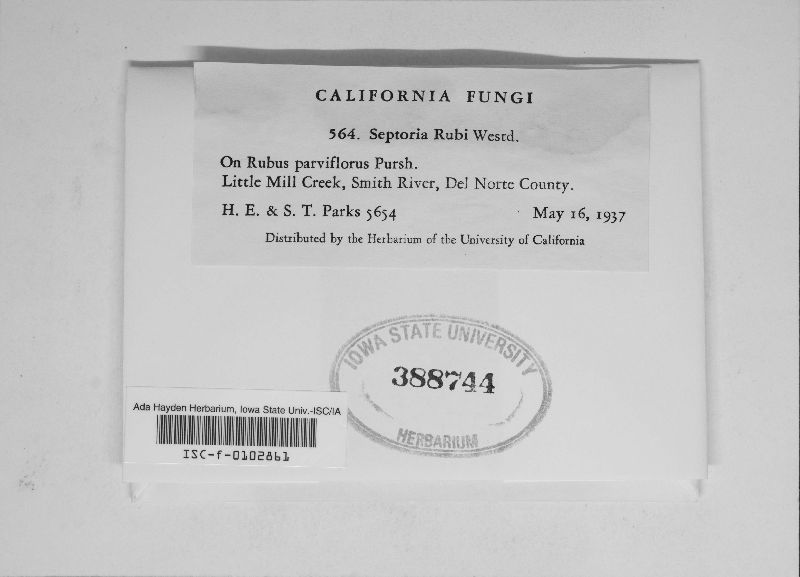 CALIFORNIA FUNGI
564. Septoria Rubi Westd.
On Rubus parviflorus Pursh.
Little Mill Creek, Smith River, Del Norte County.
H. E. & S. T. Parks 5654 May 16, 1937
Distributed by the Herbarium of the University of California
IOWA STATE UNIVERSITY
388744
HERBARIUM
Ada Hayden Herbarium, Iowa State Univ.-ISC/IA
ISC-f-0102861